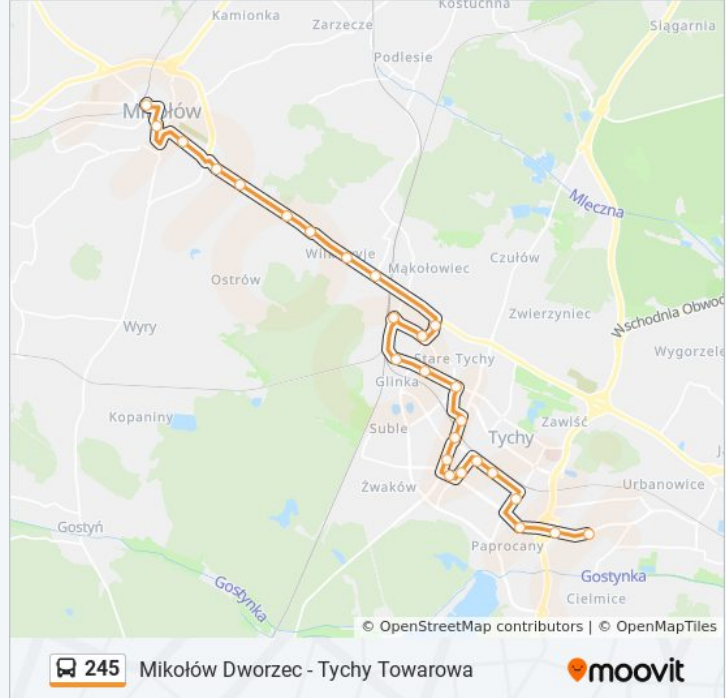 Kostuchna
Kamionka
Zarzecze
Ślągarnia
Podlesie
Mikołów
Mleczna
Wilkowyje
Mąkołowiec
Czułów
Ostrów
Zwierzyniec
Wschodnia Obwod
Wyry
Stare Tychy
Wygorzele
Glinka
Kopaniny
Zawiść
Suble
Tychy
Ja
Żwaków
Urbanowice
Gostyń
Paprocany
Gostynka
Gostynka
Cielmice
© OpenStreetMap contributors | © OpenMapTiles
245 Mikołów Dworzec - Tychy Towarowa
moovit